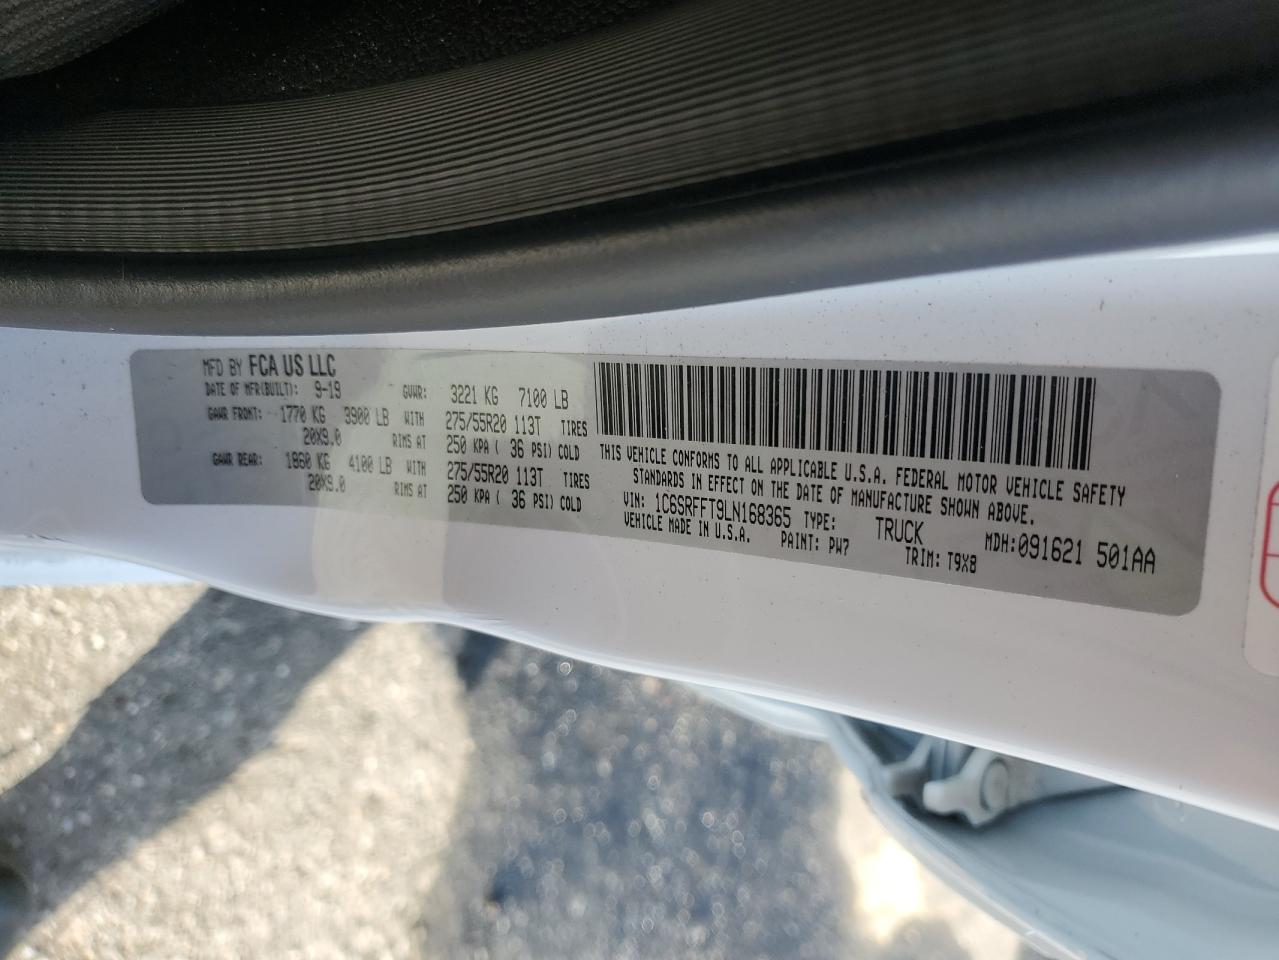 MFD BY FCA US LLC
DATE OF MFR(BUILT): 9-19 GVWR: 3221 KG 7100 LB
GAWR FRONT: 1770 KG 3900 LB WITH 275/55R20 113T TIRES
20X9.0 RIMS AT 250 KPA ( 36 PSI) COLD
GAWR REAR: 1860 KG 4100 LB WITH 275/55R20 113T TIRES
20X9.0 RIMS AT 250 KPA ( 36 PSI) COLD
THIS VEHICLE CONFORMS TO ALL APPLICABLE U.S.A. FEDERAL MOTOR VEHICLE SAFETY
STANDARDS IN EFFECT ON THE DATE OF MANUFACTURE SHOWN ABOVE.
VIN: 1C6SRFFT9LN168365 TYPE: TRUCK MDH:091621 501AA
VEHICLE MADE IN U.S.A. PAINT: PW7 TRIM: T9X8